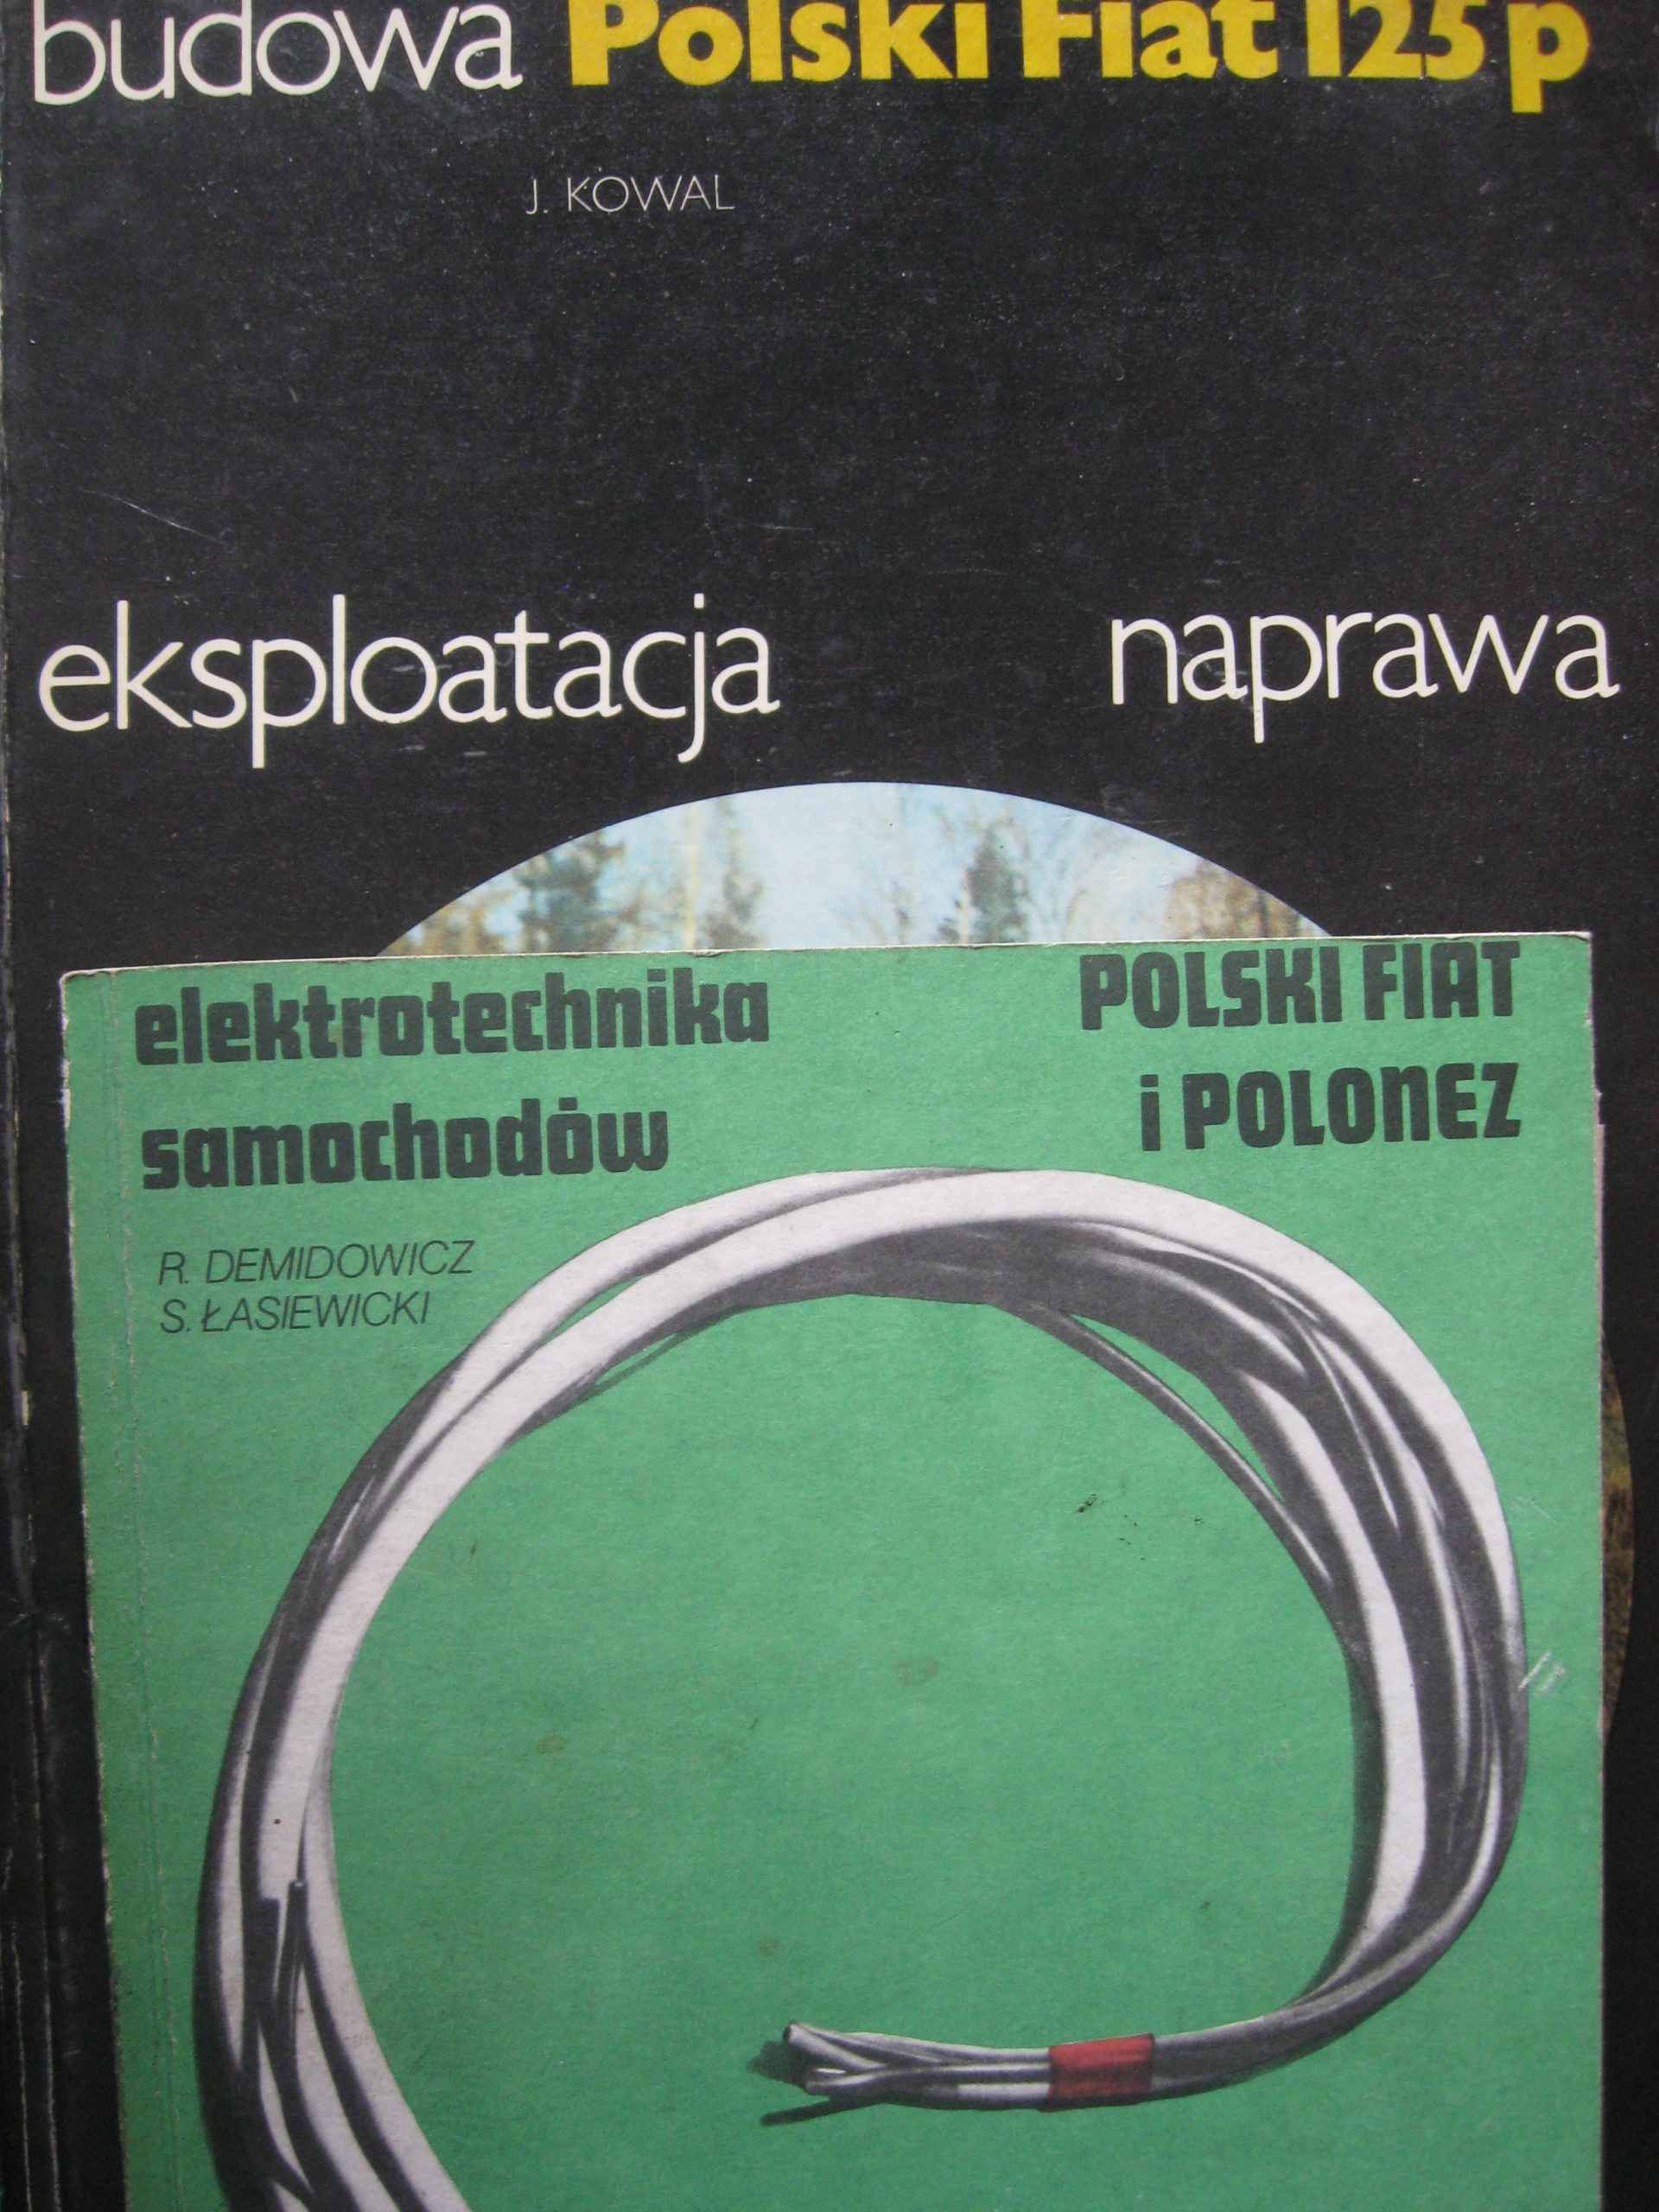 budowa Polski Fiat 125p
J. KOWAL
eksploatacja naprawa
elektrotechnika POLSKI FIAT
samochodów i POLONEZ
R. DEMIDOWICZ
S. ŁASIEWICKI